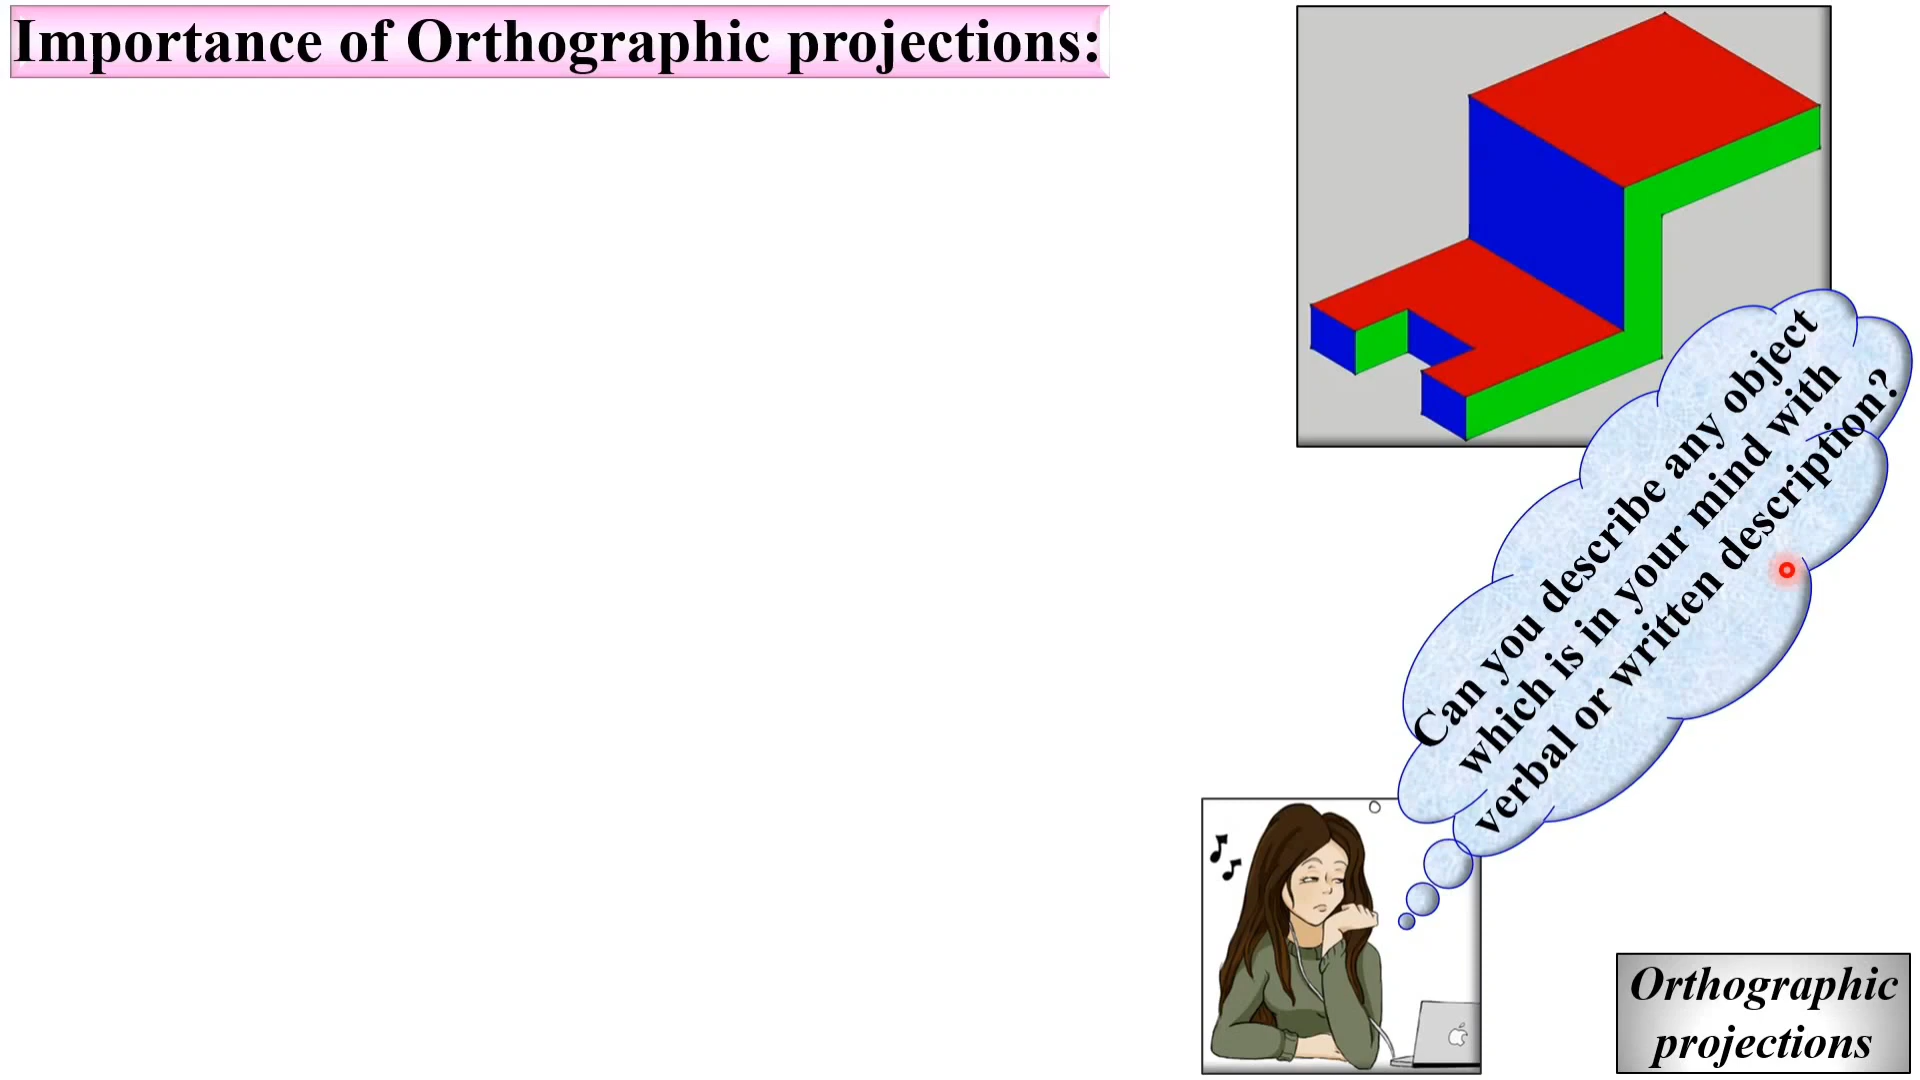 Importance of Orthographic projections:
Can you describe any object
which is in your mind with
verbal or written description?
Orthographic
projections